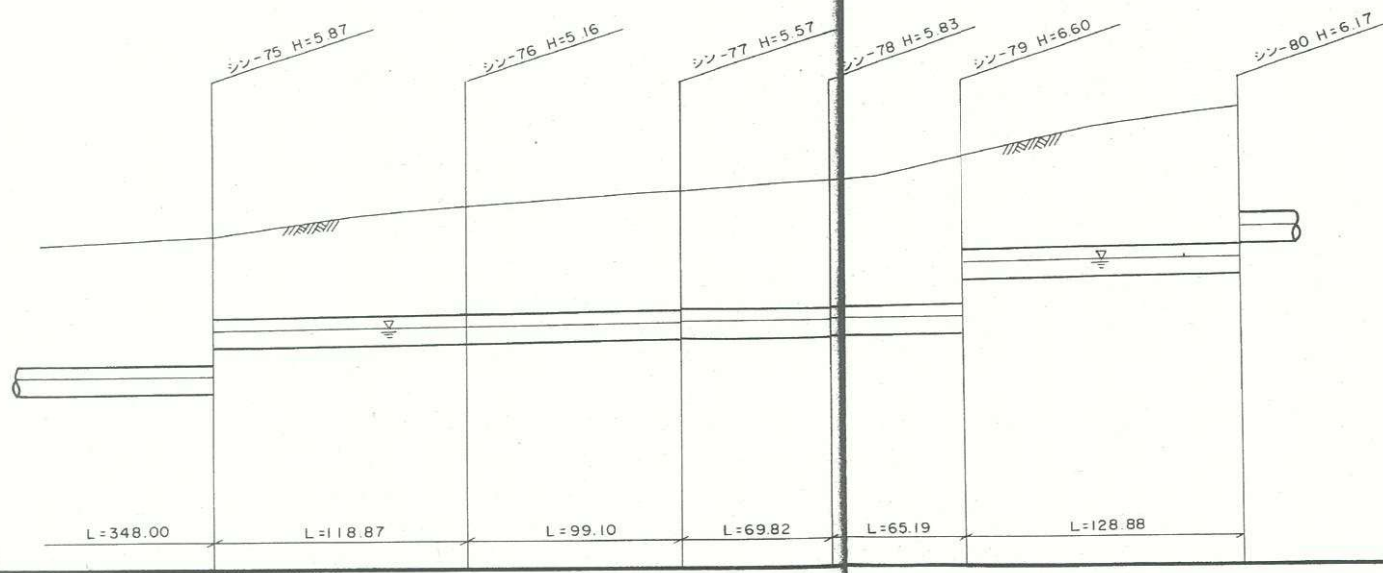 シン-75 H=5.87
シン-76 H=5.16
シン-77 H=5.57
シン-78 H=5.83
シン-79 H=6.60
シン-80 H=6.17
L=348.00
L=118.87
L=99.10
L=69.82
L=65.19
L=128.88